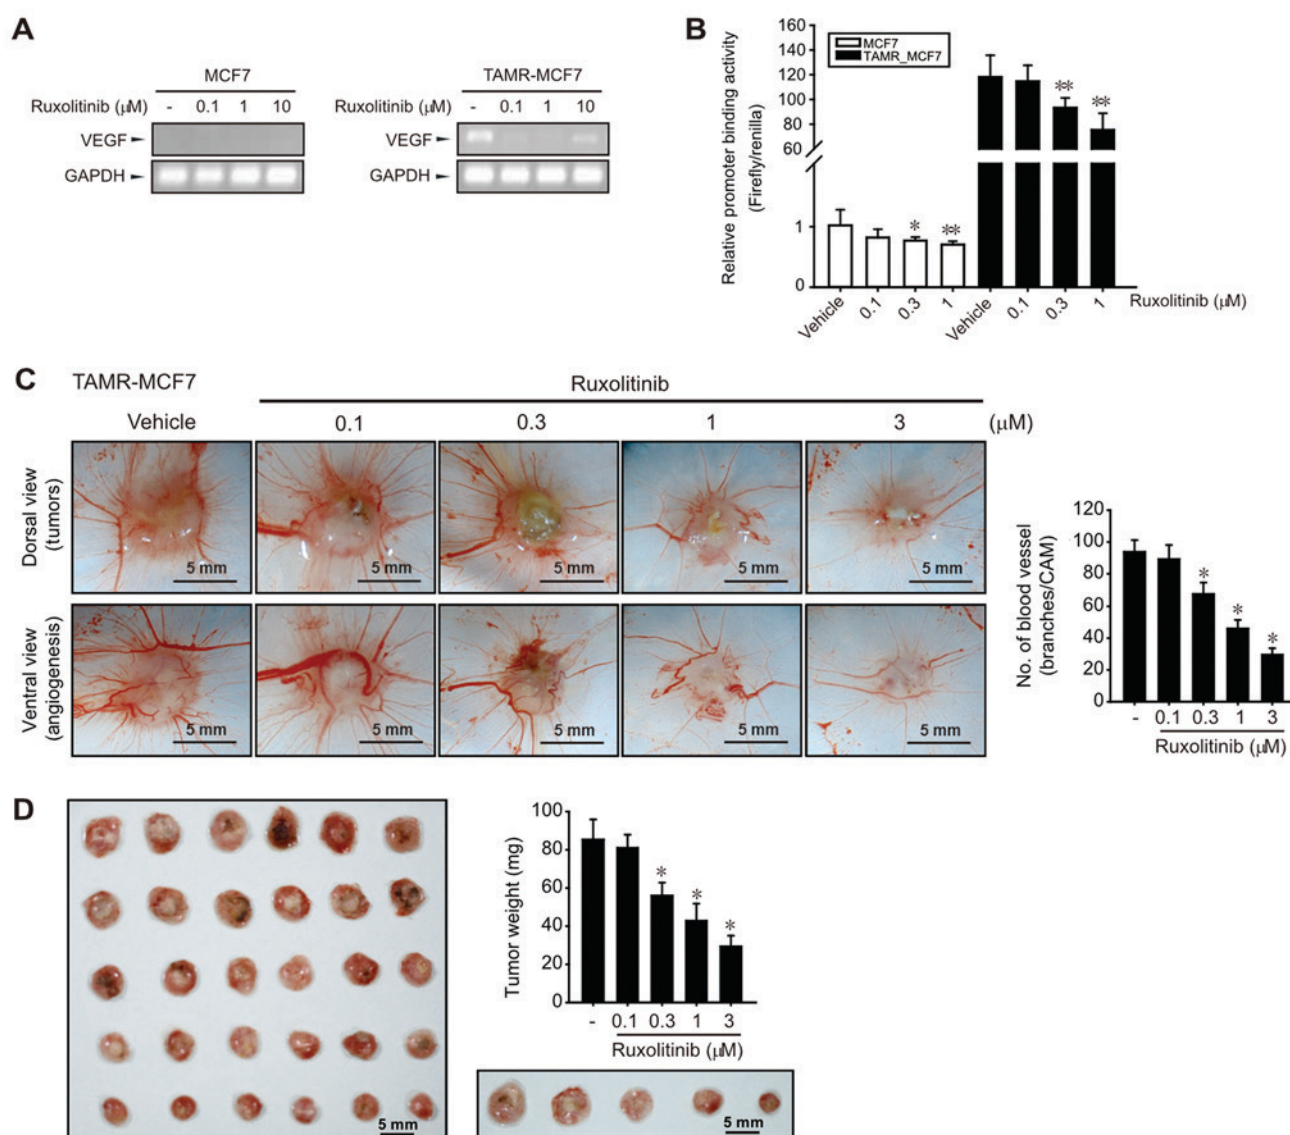 A
MCF7
TAMR-MCF7
Ruxolitinib (μM) - 0.1 1 10
Ruxolitinib (μM) - 0.1 1 10
VEGF
VEGF
GAPDH
GAPDH
B
Relative promoter binding activity
(Firefly/renilla)
160
140
120
100
80
60
1
0
MCF7
TAMR_MCF7
* ** ** **
Vehicle 0.1 0.3 1 Vehicle 0.1 0.3 1 Ruxolitinib (μM)
C
TAMR-MCF7
Ruxolitinib
Vehicle 0.1 0.3 1 3 (μM)
Dorsal view
(tumors)
5 mm 5 mm 5 mm 5 mm 5 mm
Ventral view
(angiogenesis)
5 mm 5 mm 5 mm 5 mm 5 mm
No. of blood vessel
(branches/CAM)
120
100
80
60
40
20
0
* * *
- 0.1 0.3 1 3
Ruxolitinib (μM)
D
5 mm
Tumor weight (mg)
100
80
60
40
20
0
* * *
- 0.1 0.3 1 3
Ruxolitinib (μM)
5 mm